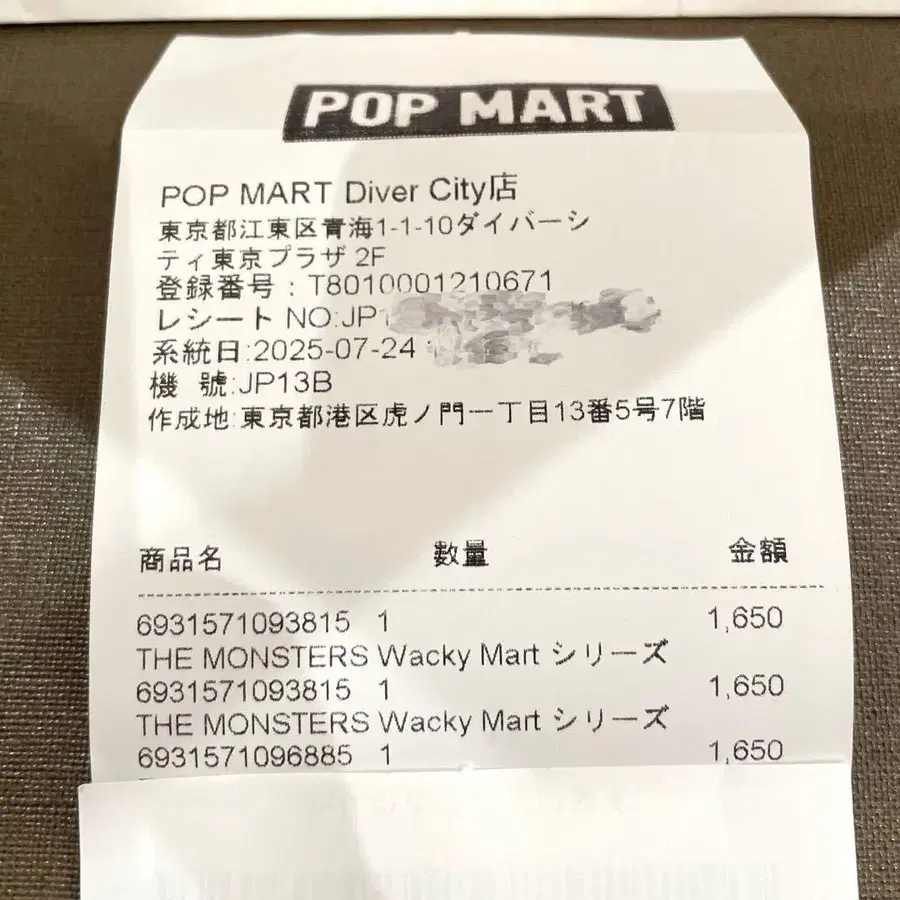 POP MART
POP MART Diver City店
東京都江東区青海1-1-10ダイバーシ
ティ東京プラザ 2F
登録番号 : T8010001210671
レシート NO:JP1
系統日:2025-07-24
機 號:JP13B
作成地:東京都港区虎ノ門一丁目13番5号7階
商品名 数量 金額
6931571093815 1 1,650
THE MONSTERS Wacky Mart シリーズ
6931571093815 1 1,650
THE MONSTERS Wacky Mart シリーズ
6931571096885 1 1,650